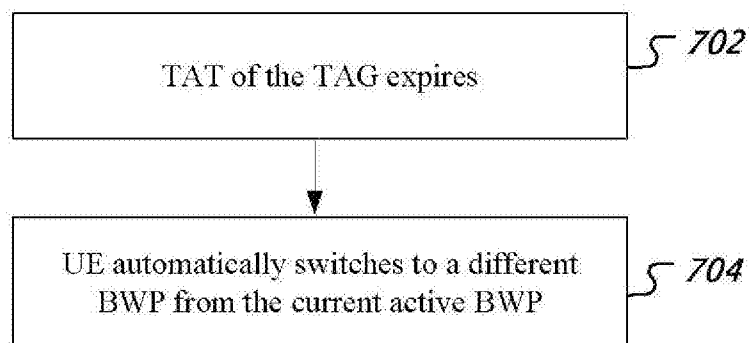 TAT of the TAG expires
702
UE automatically switches to a different
BWP from the current active BWP
704